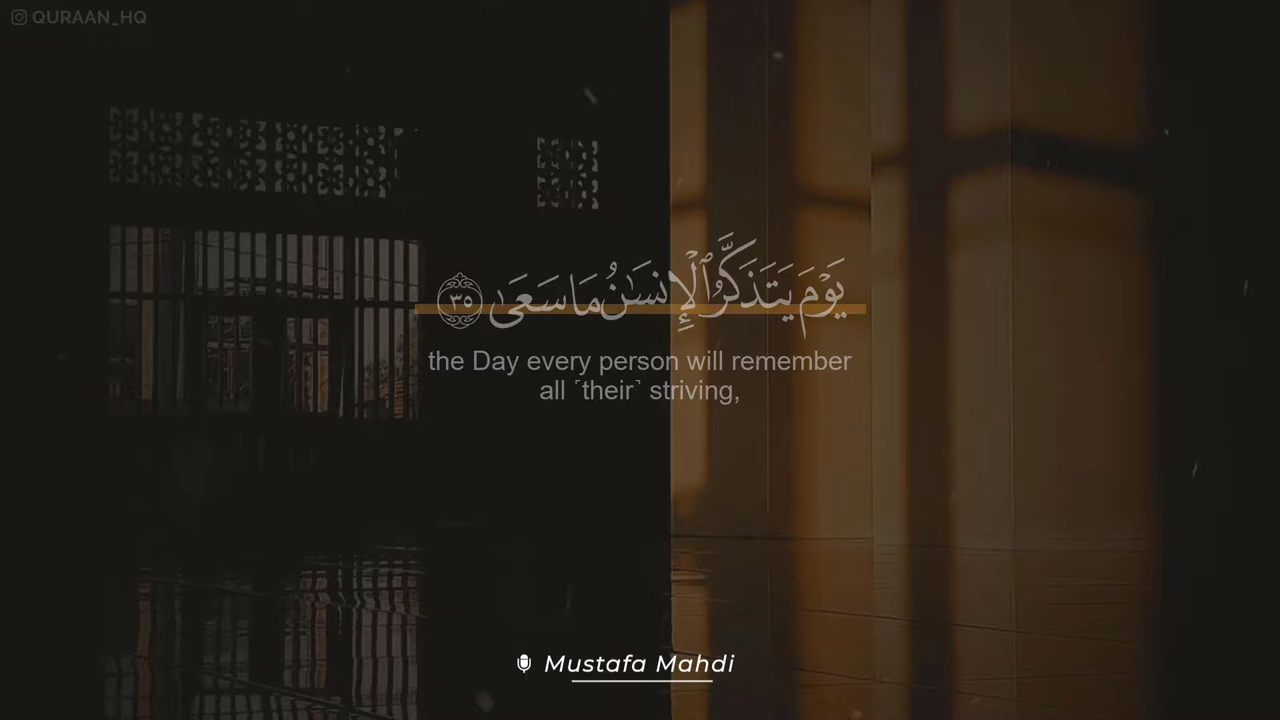 QURAAN_HQ
يَوْمَ يَتَذَكَّرُ ٱلْإِنسَـٰنُ مَا سَعَىٰ ٣٥
the Day every person will remember
all ˹their˺ striving,
Mustafa Mahdi